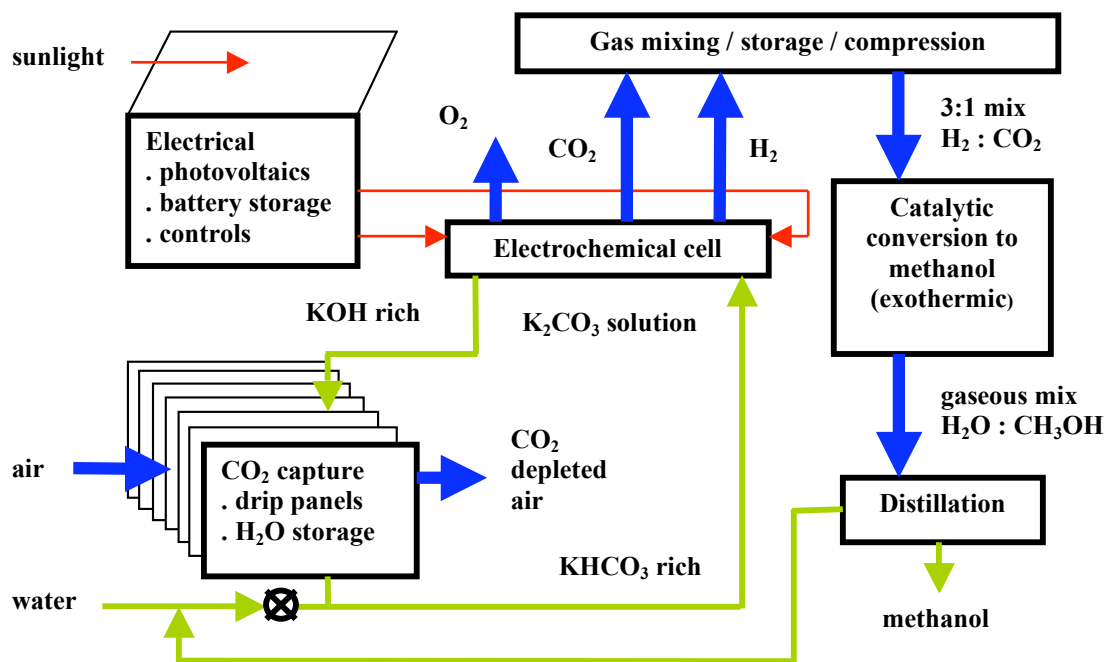 sunlight
Electrical
. photovoltaics
. battery storage
. controls
Gas mixing / storage / compression
O₂
CO₂
H₂
3:1 mix
H₂ : CO₂
Electrochemical cell
Catalytic
conversion to
methanol
(exothermic)
KOH rich
K₂CO₃ solution
gaseous mix
H₂O : CH₃OH
air
CO₂ capture
. drip panels
. H₂O storage
CO₂
depleted
air
Distillation
KHCO₃ rich
water
methanol